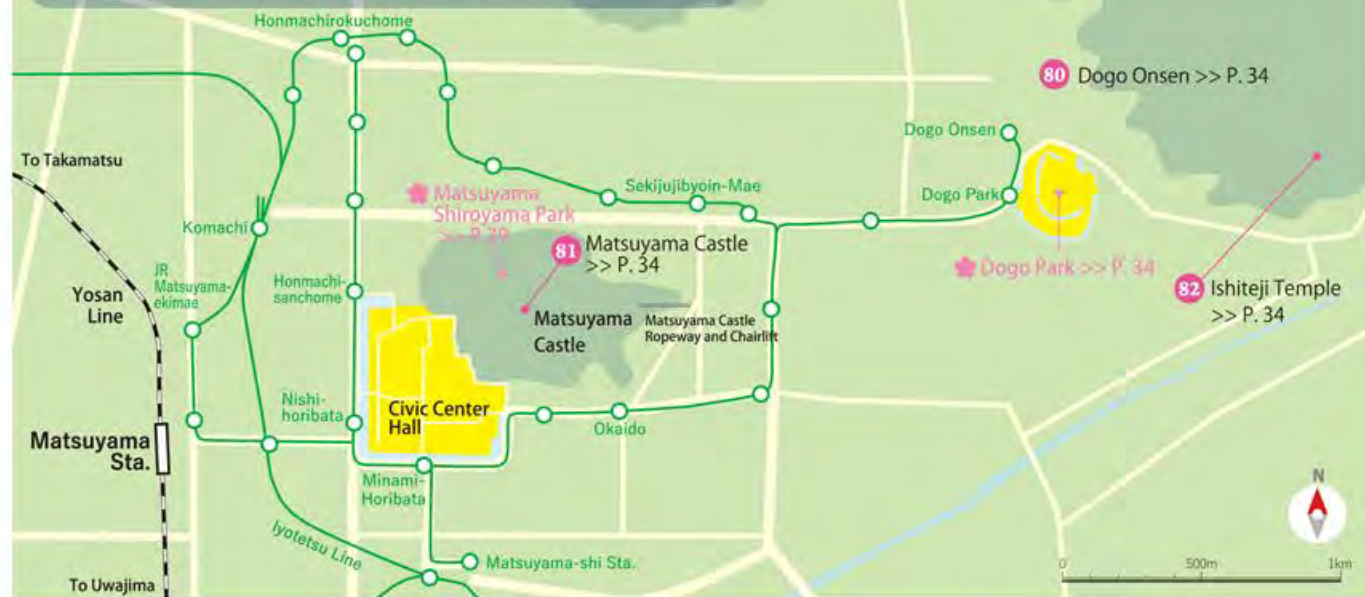 Honmachirokuchome
80 Dogo Onsen >> P. 34
Dogo Onsen
To Takamatsu
Sekijujibyoin-Mae
Dogo Park
Matsuyama
Shiroyama Park
>> P. 39
Komachi
81 Matsuyama Castle
>> P. 34
Dogo Park >> P. 34
JR
Matsuyama-
ekimae
Honmachi-
sanchome
82 Ishiteji Temple
>> P. 34
Yosan
Line
Matsuyama
Castle
Matsuyama Castle
Ropeway and Chairlift
Nishi-
horibata
Civic Center
Hall
Okaido
Matsuyama
Sta.
Minami-
Horibata
N
Iyotetsu Line
Matsuyama-shi Sta.
0 500m 1km
To Uwajima